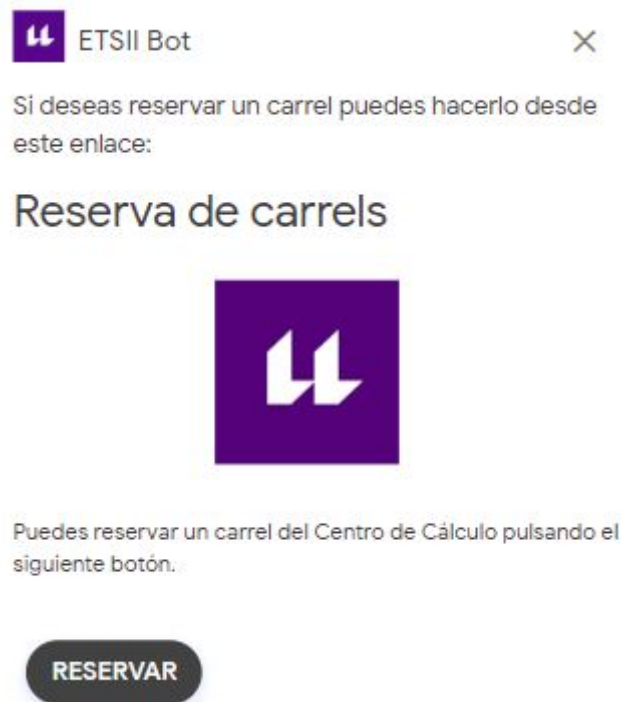 ETSII Bot
Si deseas reservar un carrel puedes hacerlo desde
este enlace:
Reserva de carrels
Puedes reservar un carrel del Centro de Cálculo pulsando el
siguiente botón.
RESERVAR